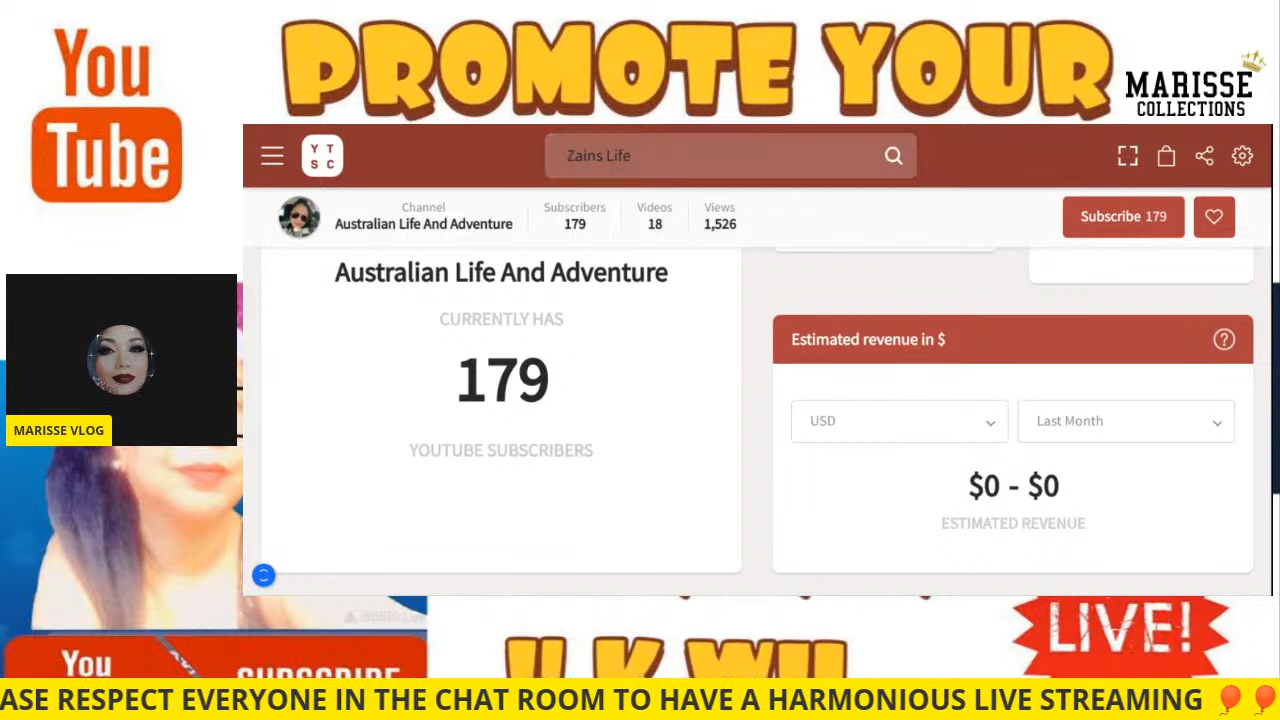 You
Tube
PROMOTE YOUR
MARISSE
COLLECTIONS
Y T
S C
Zains Life
Channel
Australian Life And Adventure
Subscribers
179
Videos
18
Views
1,526
Subscribe 179
Australian Life And Adventure
CURRENTLY HAS
179
YOUTUBE SUBSCRIBERS
Estimated revenue in $
?
USD
Last Month
$0 - $0
ESTIMATED REVENUE
MARISSE VLOG
You
SUBSCRIBE
LIVE!
ASE RESPECT EVERYONE IN THE CHAT ROOM TO HAVE A HARMONIOUS LIVE STREAMING